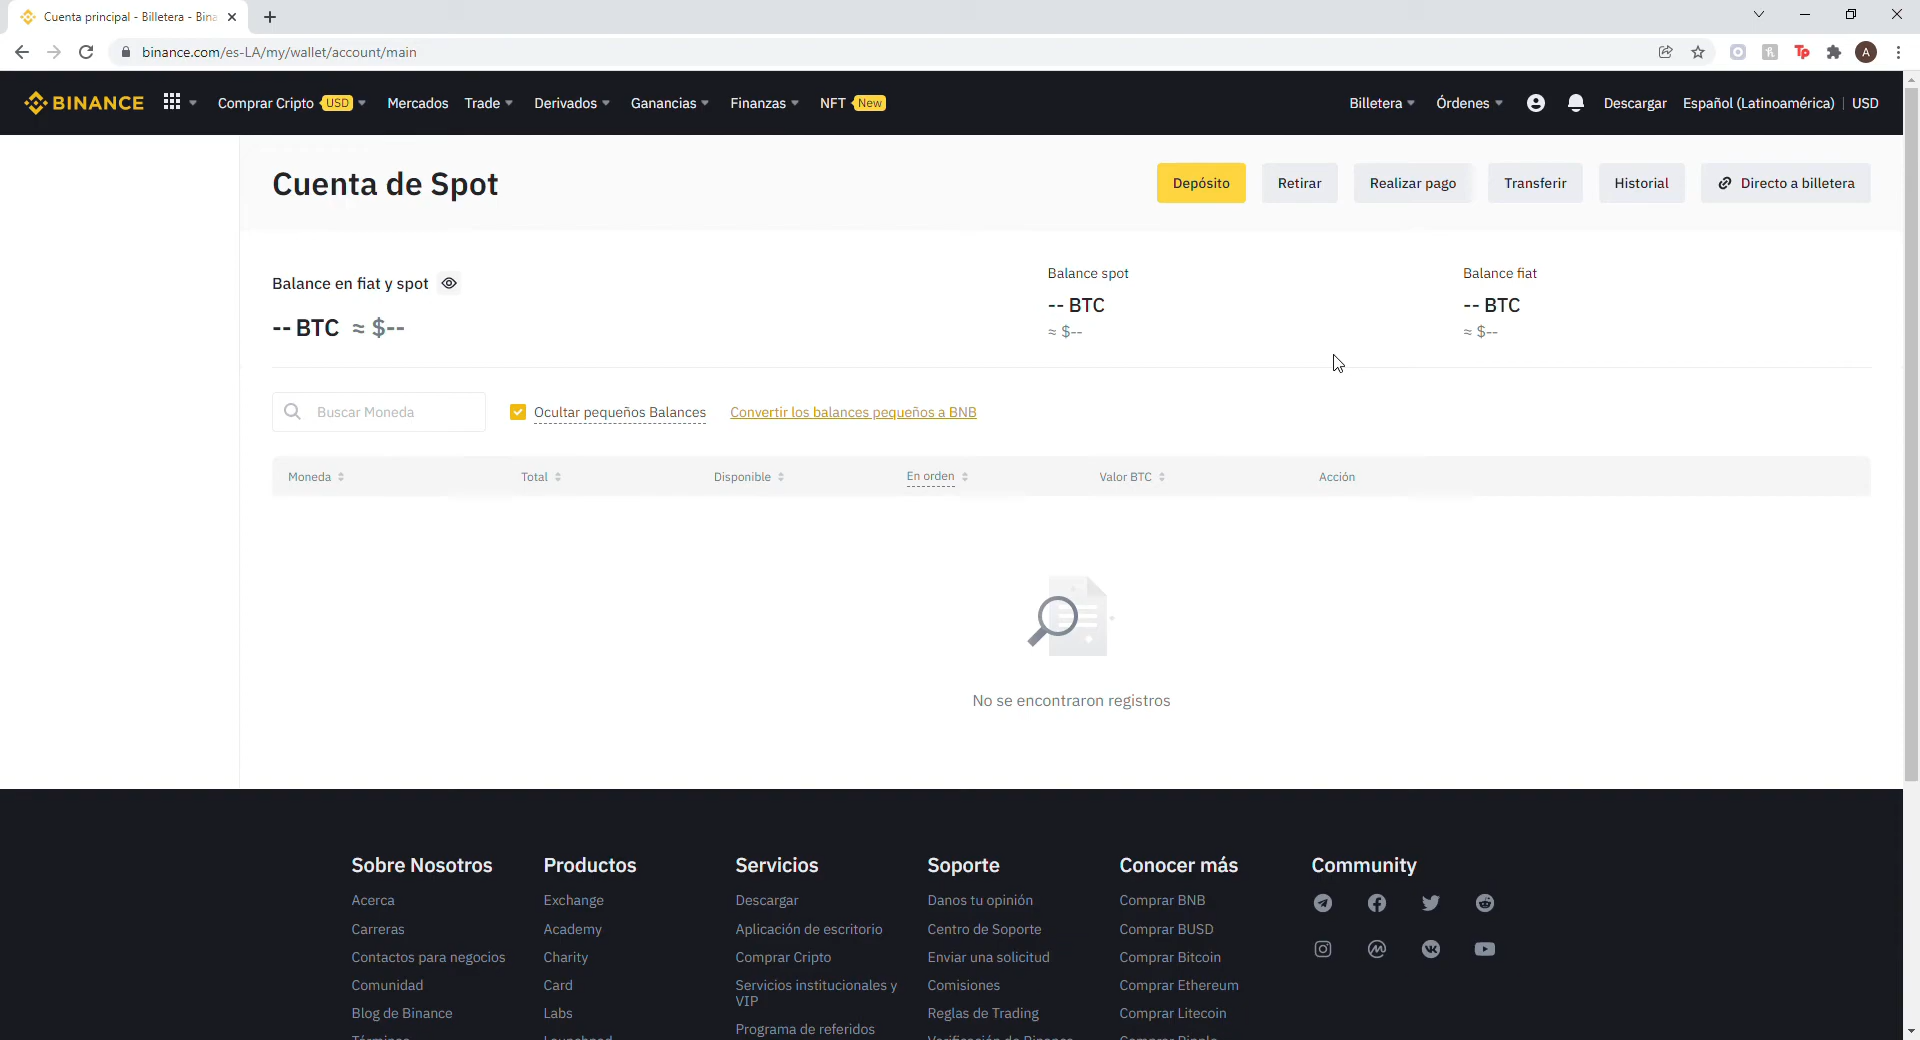 Cuenta principal - Billetera - Bina
binance.com/es-LA/my/wallet/account/main
Tp
A
BINANCE
Comprar Cripto USD
Mercados
Trade
Derivados
Ganancias
Finanzas
NFT New
Billetera
Órdenes
Descargar
Español (Latinoamérica) | USD
Cuenta de Spot
Depósito
Retirar
Realizar pago
Transferir
Historial
Directo a billetera
Balance en fiat y spot
-- BTC ≈ $--
Balance spot
-- BTC
≈ $--
Balance fiat
-- BTC
≈ $--
Buscar Moneda
Ocultar pequeños Balances
Convertir los balances pequeños a BNB
Moneda
Total
Disponible
En orden
Valor BTC
Acción
No se encontraron registros
Sobre Nosotros
Acerca
Carreras
Contactos para negocios
Comunidad
Blog de Binance
Productos
Exchange
Academy
Charity
Card
Labs
Servicios
Descargar
Aplicación de escritorio
Comprar Cripto
Servicios institucionales y
VIP
Programa de referidos
Soporte
Danos tu opinión
Centro de Soporte
Enviar una solicitud
Comisiones
Reglas de Trading
Conocer más
Comprar BNB
Comprar BUSD
Comprar Bitcoin
Comprar Ethereum
Comprar Litecoin
Community